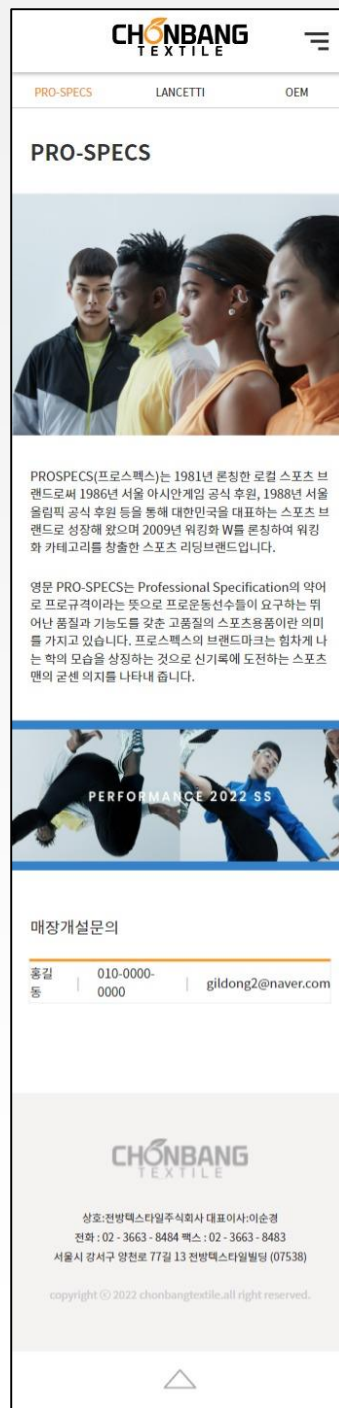 CHONBANG
TEXTILE
PRO-SPECS LANCETTI OEM
PRO-SPECS
PROSPECS(프로스펙스)는 1981년 론칭한 로컬 스포츠 브
랜드로써 1986년 서울 아시안게임 공식 후원, 1988년 서울
올림픽 공식 후원 등을 통해 대한민국을 대표하는 스포츠 브
랜드로 성장해 왔으며 2009년 워킹화 W를 론칭하여 워킹
화 카테고리를 창출한 스포츠 리딩브랜드입니다.
영문 PRO-SPECS는 Professional Specification의 약어
로 프로규격이라는 뜻으로 프로운동선수들이 요구하는 뛰
어난 품질과 기능도를 갖춘 고품질의 스포츠용품이란 의미
를 가지고 있습니다. 프로스펙스의 브랜드마크는 힘차게 나
는 학의 모습을 상징하는 것으로 신기록에 도전하는 스포츠
맨의 굳센 의지를 나타내 줍니다.
PERFORMANCE 2022 SS
매장개설문의
홍길 | 010-0000- | gildong2@naver.com
동 0000
CHONBANG
TEXTILE
상호:전방텍스타일주식회사 대표이사:이순경
전화 : 02 - 3663 - 8484 팩스 : 02 - 3663 - 8483
서울시 강서구 양천로 77길 13 전방텍스타일빌딩 (07538)
copyright ⓒ 2022 chonbangtextile.all right reserved.